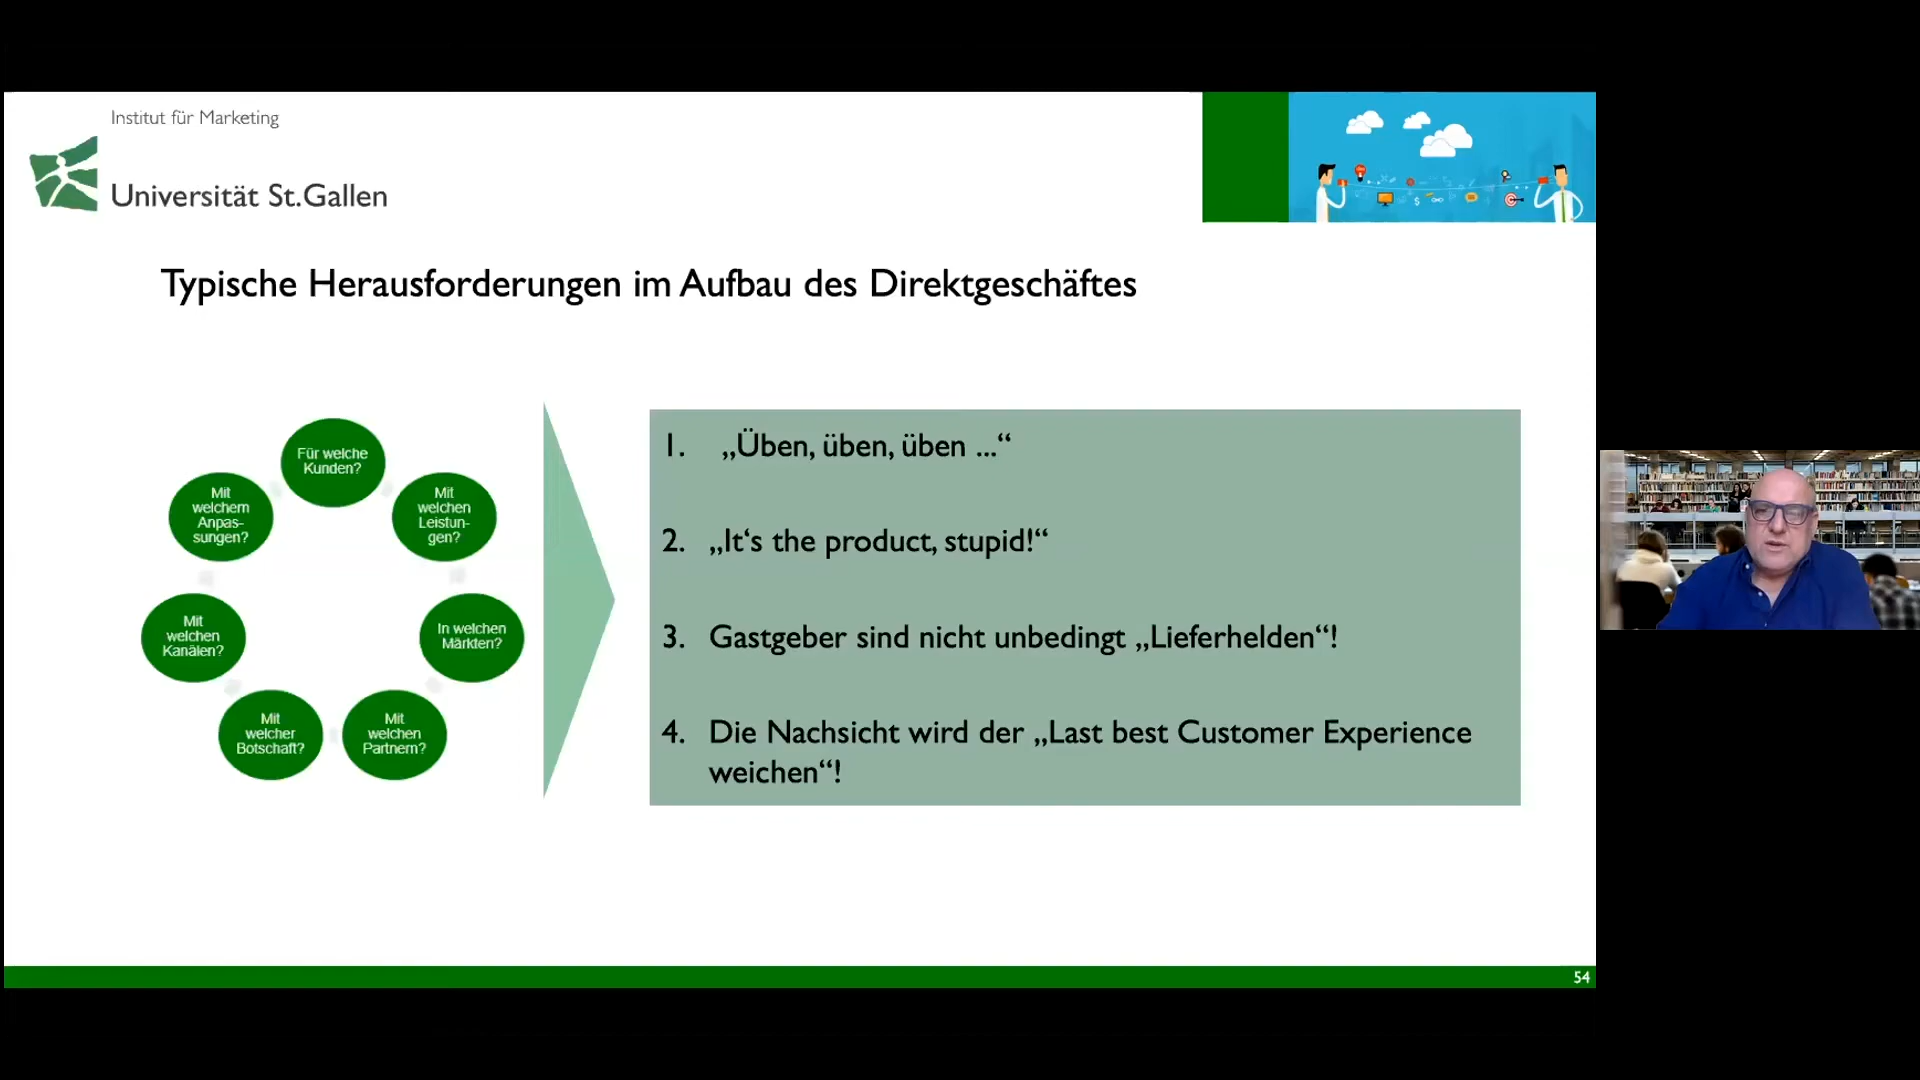 Institut für Marketing
Universität St.Gallen
Typische Herausforderungen im Aufbau des Direktgeschäftes
Für welche
Kunden?
Mit
welchen
Leistun-
gen?
In welchen
Märkten?
Mit
welchen
Partnern?
Mit
welcher
Botschaft?
Mit
welchen
Kanälen?
Mit
welchem
Anpas-
sungen?
1. „Üben, üben, üben ...“
2. „It‘s the product, stupid!“
3. Gastgeber sind nicht unbedingt „Lieferhelden“!
4. Die Nachsicht wird der „Last best Customer Experience
weichen“!
54